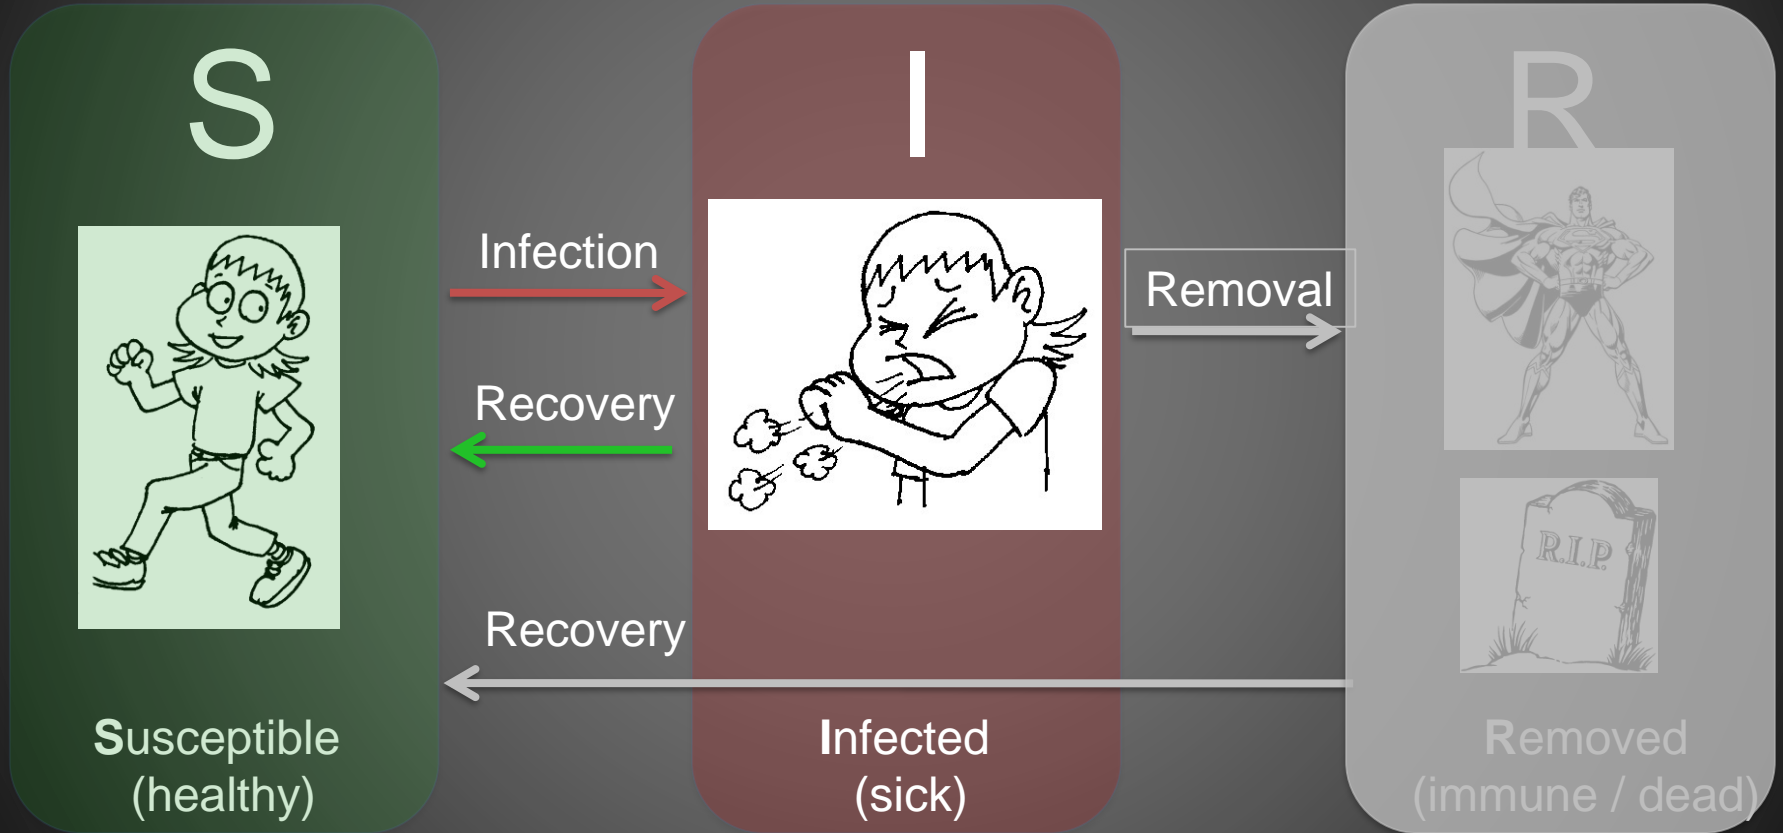 S
I
R
Infection
Removal
Recovery
R.I.P.
Recovery
Susceptible
(healthy)
Infected
(sick)
Removed
(immune / dead)